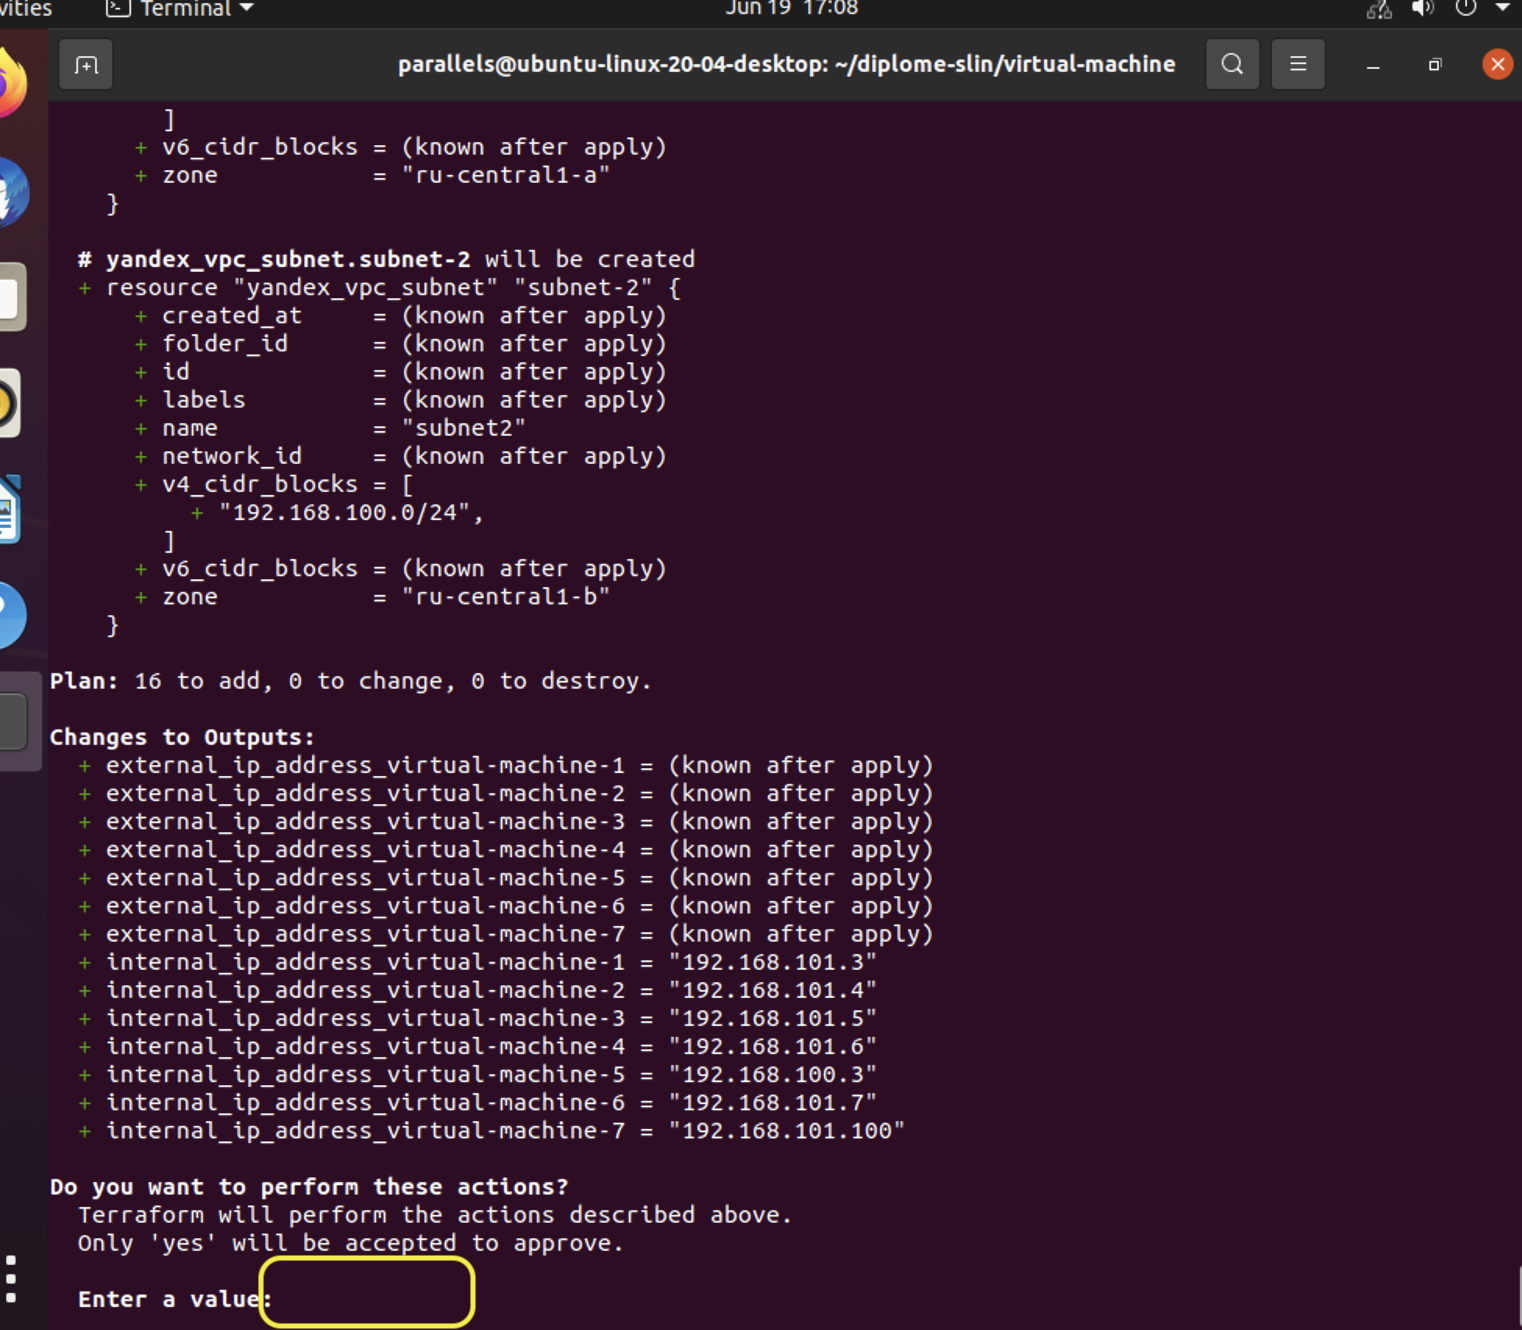 vities
Terminal
Jun 19 17:08
parallels@ubuntu-linux-20-04-desktop: ~/diplome-slin/virtual-machine
]
+ v6_cidr_blocks = (known after apply)
+ zone           = "ru-central1-a"
}
# yandex_vpc_subnet.subnet-2 will be created
+ resource "yandex_vpc_subnet" "subnet-2" {
+ created_at     = (known after apply)
+ folder_id      = (known after apply)
+ id             = (known after apply)
+ labels         = (known after apply)
+ name           = "subnet2"
+ network_id     = (known after apply)
+ v4_cidr_blocks = [
+ "192.168.100.0/24",
]
+ v6_cidr_blocks = (known after apply)
+ zone           = "ru-central1-b"
}
Plan: 16 to add, 0 to change, 0 to destroy.
Changes to Outputs:
+ external_ip_address_virtual-machine-1 = (known after apply)
+ external_ip_address_virtual-machine-2 = (known after apply)
+ external_ip_address_virtual-machine-3 = (known after apply)
+ external_ip_address_virtual-machine-4 = (known after apply)
+ external_ip_address_virtual-machine-5 = (known after apply)
+ external_ip_address_virtual-machine-6 = (known after apply)
+ external_ip_address_virtual-machine-7 = (known after apply)
+ internal_ip_address_virtual-machine-1 = "192.168.101.3"
+ internal_ip_address_virtual-machine-2 = "192.168.101.4"
+ internal_ip_address_virtual-machine-3 = "192.168.101.5"
+ internal_ip_address_virtual-machine-4 = "192.168.101.6"
+ internal_ip_address_virtual-machine-5 = "192.168.100.3"
+ internal_ip_address_virtual-machine-6 = "192.168.101.7"
+ internal_ip_address_virtual-machine-7 = "192.168.101.100"
Do you want to perform these actions?
Terraform will perform the actions described above.
Only 'yes' will be accepted to approve.
Enter a value: